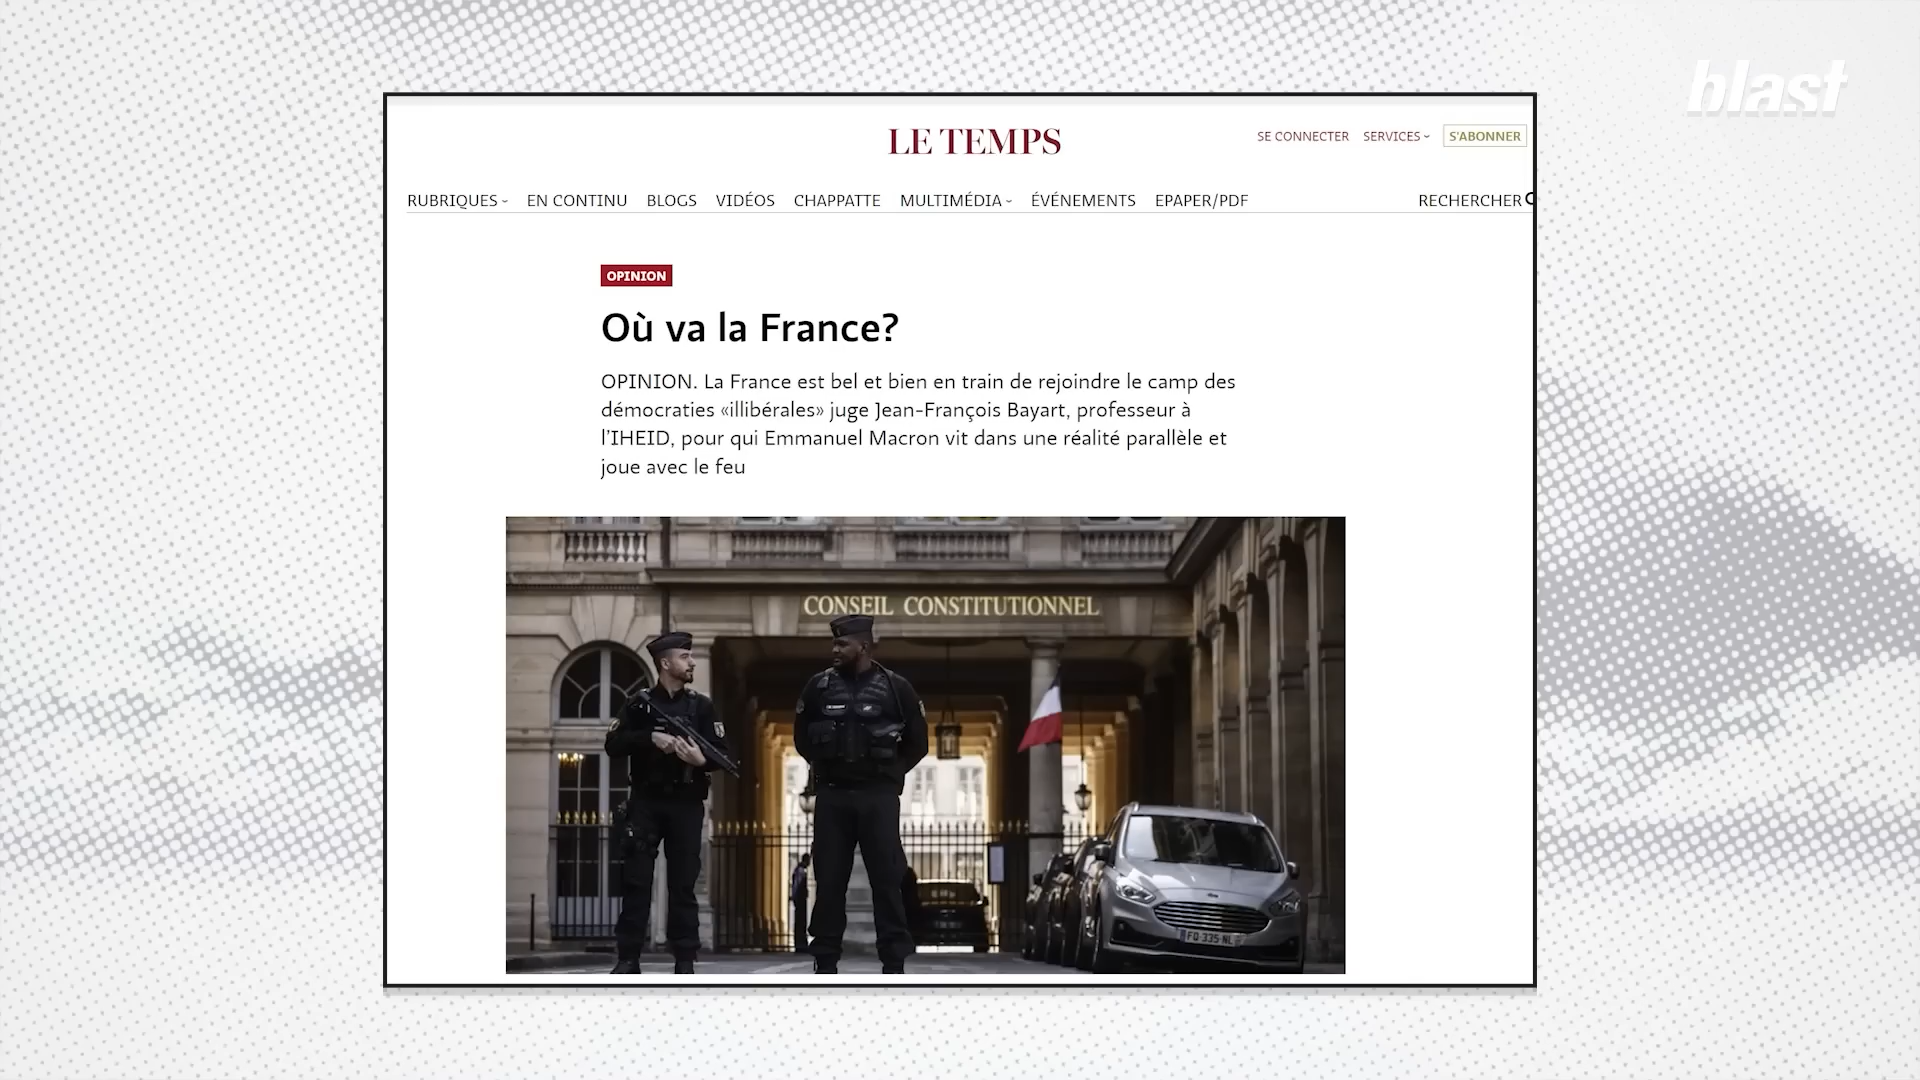 blast
LE TEMPS
SE CONNECTER SERVICES S'ABONNER
RUBRIQUES EN CONTINU BLOGS VIDÉOS CHAPPATTE MULTIMÉDIA ÉVÉNEMENTS EPAPER/PDF RECHERCHER
OPINION
Où va la France?
OPINION. La France est bel et bien en train de rejoindre le camp des
démocraties «illibérales» juge Jean-François Bayart, professeur à
l'IHEID, pour qui Emmanuel Macron vit dans une réalité parallèle et
joue avec le feu
CONSEIL CONSTITUTIONNEL
FQ-335-NL